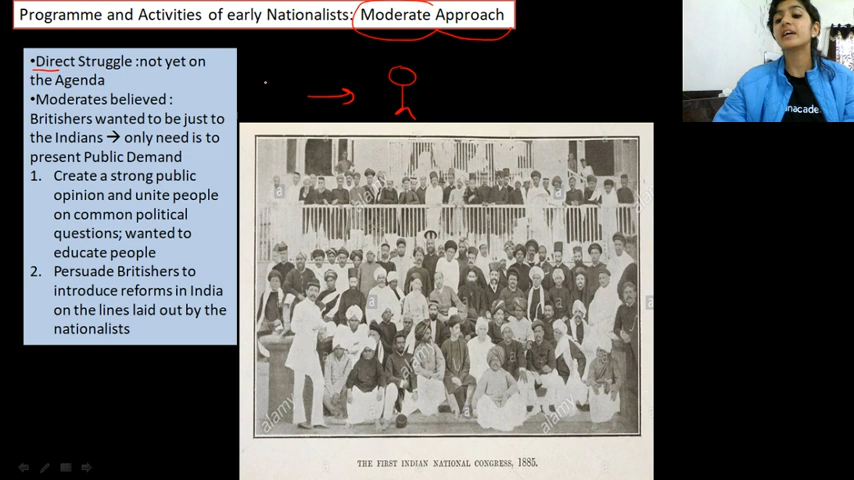 Programme and Activities of early Nationalists: Moderate Approach
•Direct Struggle :not yet on
the Agenda
•Moderates believed :
Britishers wanted to be just to
the Indians → only need is to
present Public Demand
1. Create a strong public
opinion and unite people
on common political
questions; wanted to
educate people
2. Persuade Britishers to
introduce reforms in India
on the lines laid out by the
nationalists
nacade
a
a
a
a
a
alamy
alamy
THE FIRST INDIAN NATIONAL CONGRESS, 1885.